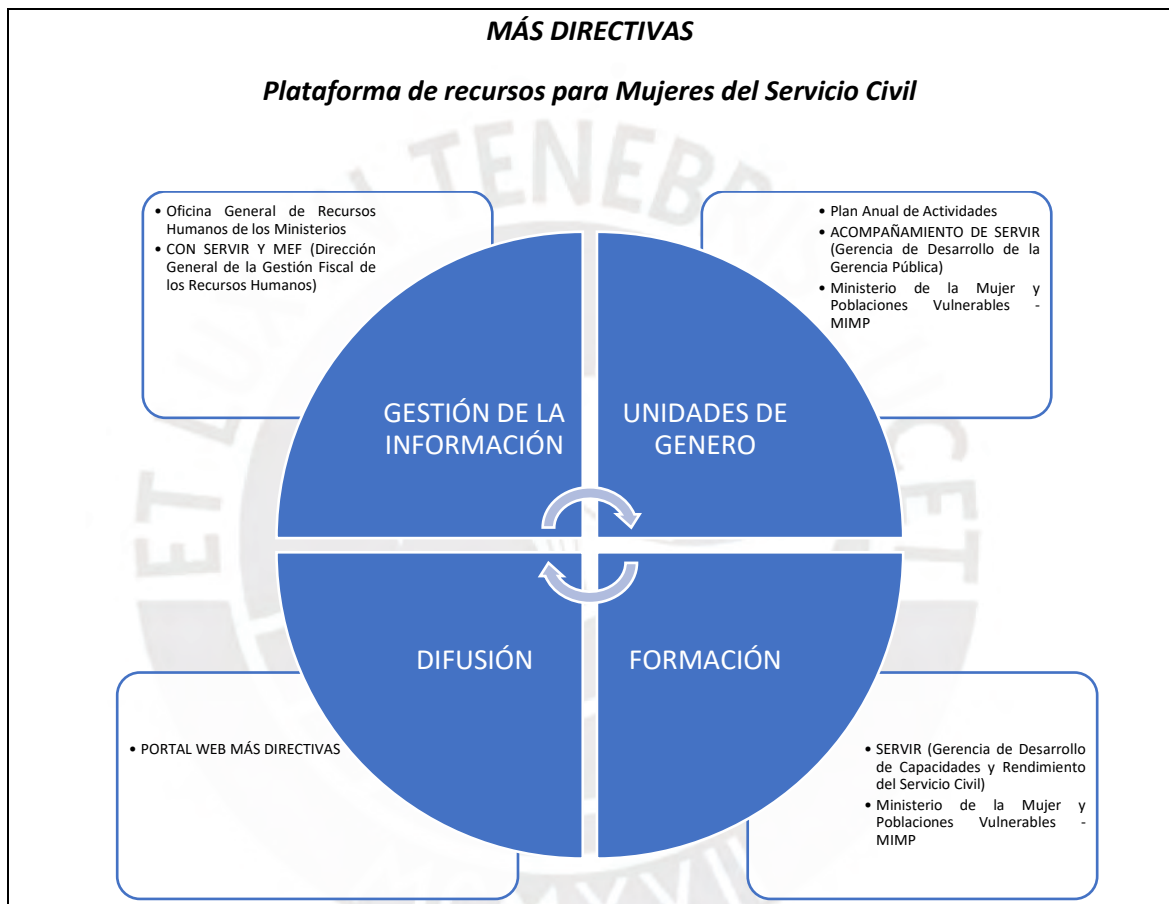 MÁS DIRECTIVAS
Plataforma de recursos para Mujeres del Servicio Civil
• Oficina General de Recursos
Humanos de los Ministerios
• CON SERVIR Y MEF (Dirección
General de la Gestión Fiscal de
los Recursos Humanos)
• Plan Anual de Actividades
• ACOMPAÑAMIENTO DE SERVIR
(Gerencia de Desarrollo de la
Gerencia Pública)
• Ministerio de la Mujer y
Poblaciones Vulnerables -
MIMP
GESTIÓN DE LA
INFORMACIÓN
UNIDADES DE
GENERO
DIFUSIÓN
FORMACIÓN
• PORTAL WEB MÁS DIRECTIVAS
• SERVIR (Gerencia de Desarrollo
de Capacidades y Rendimiento
del Servicio Civil)
• Ministerio de la Mujer y
Poblaciones Vulnerables -
MIMP